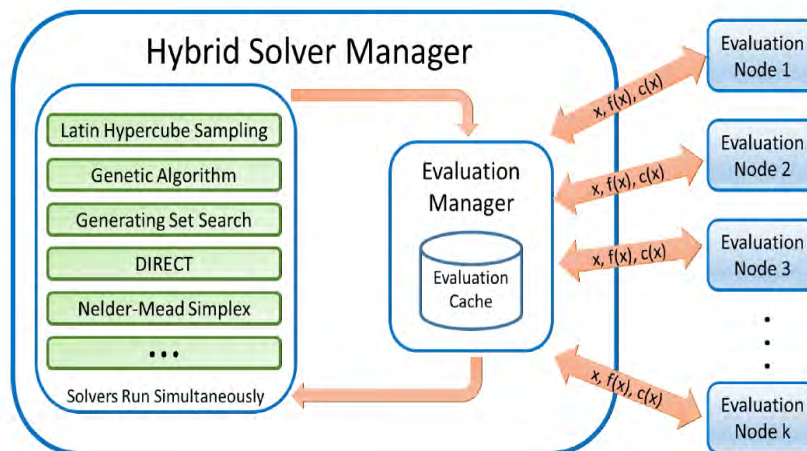 Hybrid Solver Manager
Latin Hypercube Sampling
Genetic Algorithm
Generating Set Search
DIRECT
Nelder-Mead Simplex
...
Solvers Run Simultaneously
Evaluation
Manager
Evaluation
Cache
x, f(x), c(x)
x, f(x), c(x)
x, f(x), c(x)
x, f(x), c(x)
Evaluation
Node 1
Evaluation
Node 2
Evaluation
Node 3
Evaluation
Node k